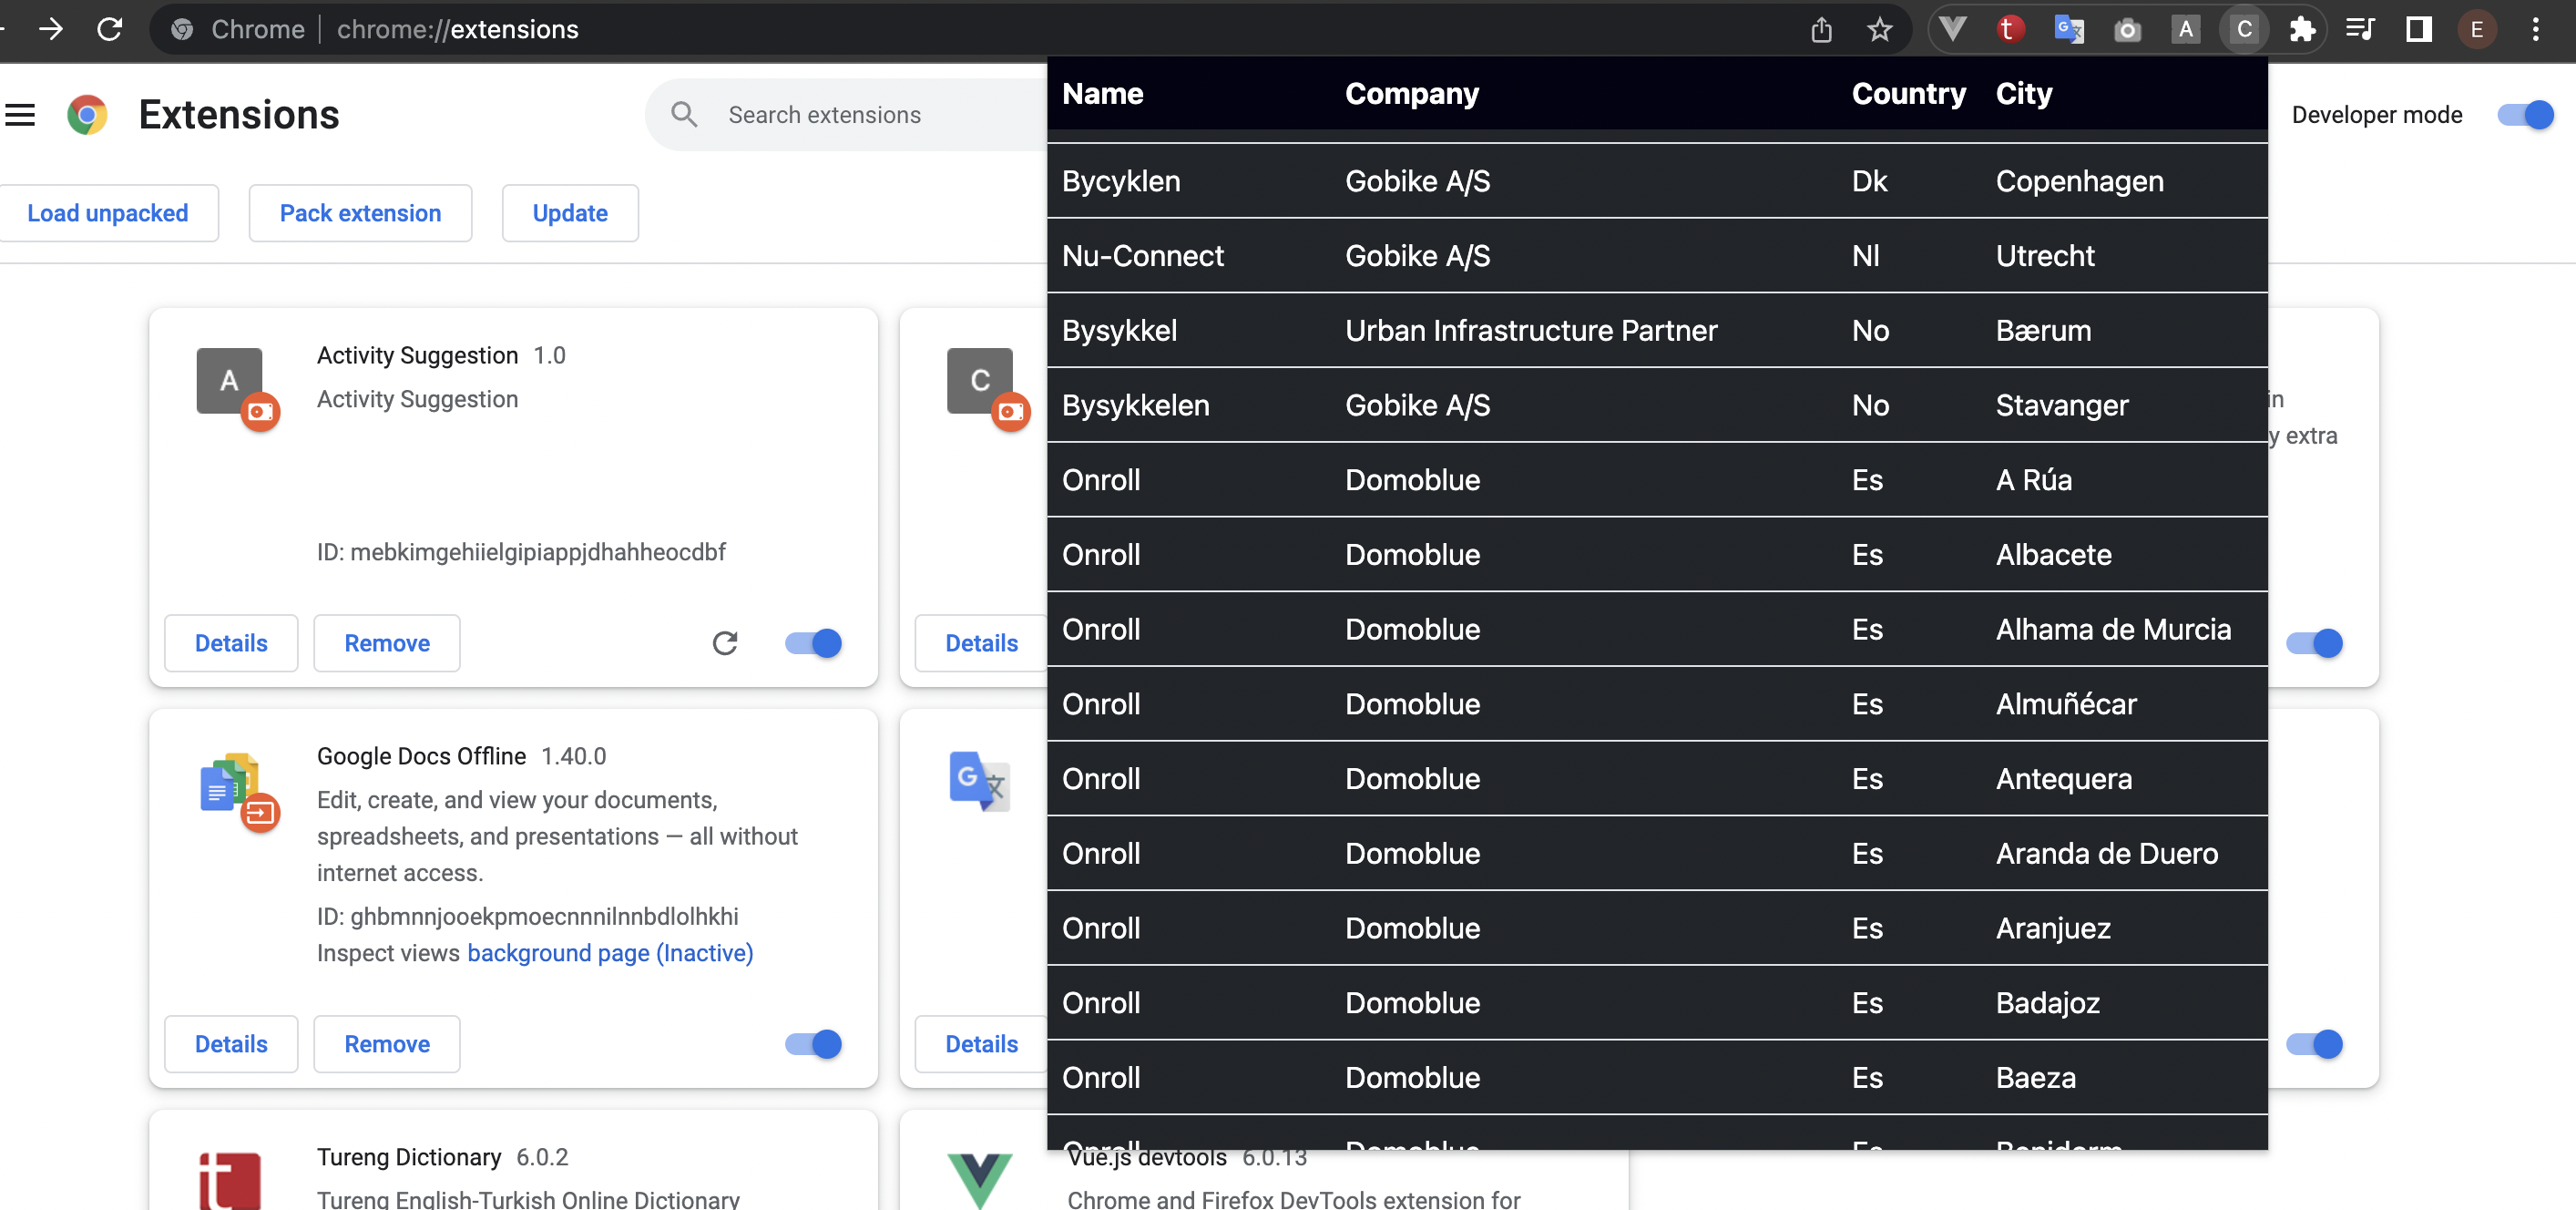 Chrome | chrome://extensions
A C E
Extensions
Search extensions
Developer mode
Load unpacked Pack extension Update
A
Activity Suggestion 1.0
Activity Suggestion
ID: mebkimgehiielgipiappjdhahheocdbf
Details Remove
C
Details
in
y extra
Google Docs Offline 1.40.0
Edit, create, and view your documents,
spreadsheets, and presentations — all without
internet access.
ID: ghbmnnjooekpmoecnnnilnnbdlolhkhi
Inspect views background page (Inactive)
Details Remove
G
Details
Tureng Dictionary 6.0.2
Tureng English-Turkish Online Dictionary
Vue.js devtools 6.0.13
Chrome and Firefox DevTools extension for
Name Company Country City
Bycyklen Gobike A/S Dk Copenhagen
Nu-Connect Gobike A/S Nl Utrecht
Bysykkel Urban Infrastructure Partner No Bærum
Bysykkelen Gobike A/S No Stavanger
Onroll Domoblue Es A Rúa
Onroll Domoblue Es Albacete
Onroll Domoblue Es Alhama de Murcia
Onroll Domoblue Es Almuñécar
Onroll Domoblue Es Antequera
Onroll Domoblue Es Aranda de Duero
Onroll Domoblue Es Aranjuez
Onroll Domoblue Es Badajoz
Onroll Domoblue Es Baeza
Onroll Domoblue Es Benidorm